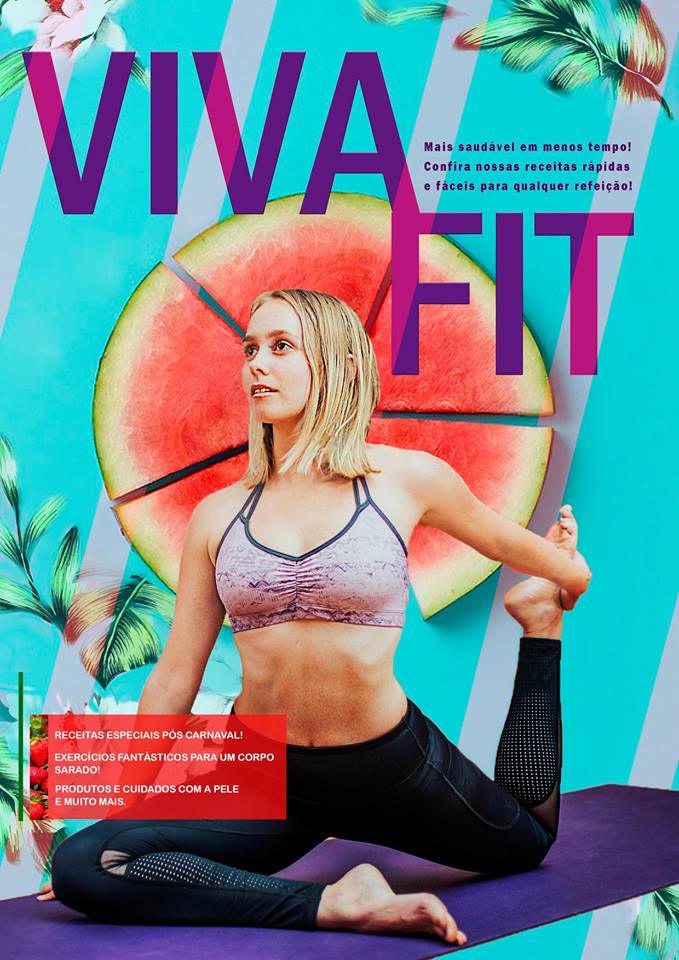 VIVA
Mais saudável em menos tempo!
Confira nossas receitas rápidas
e fáceis para qualquer refeição!
FIT
RECEITAS ESPECIAIS PÓS CARNAVAL!
EXERCÍCIOS FANTÁSTICOS PARA UM CORPO
SARADO!
PRODUTOS E CUIDADOS COM A PELE
E MUITO MAIS.